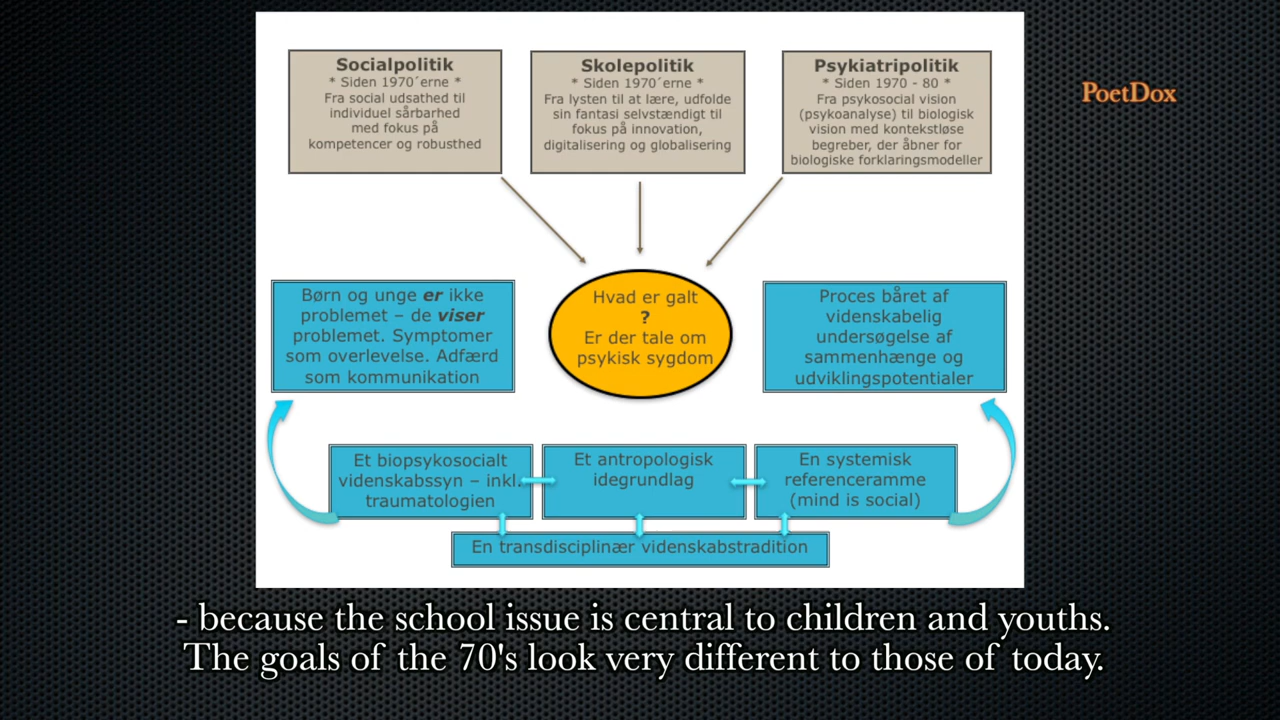 Socialpolitik
* Siden 1970´erne *
Fra social udsathed til
individuel sårbarhed
med fokus på
kompetencer og robusthed
Skolepolitik
* Siden 1970´erne *
Fra lysten til at lære, udfolde
sin fantasi selvstændigt til
fokus på innovation,
digitalisering og globalisering
Psykiatripolitik
* Siden 1970 - 80 *
Fra psykosocial vision
(psykoanalyse) til biologisk
vision med kontekstløse
begreber, der åbner for
biologiske forklaringsmodeller
PoetDox
Børn og unge er ikke
problemet – de viser
problemet. Symptomer
som overlevelse. Adfærd
som kommunikation
Hvad er galt
?
Er der tale om
psykisk sygdom
Proces båret af
videnskabelig
undersøgelse af
sammenhænge og
udviklingspotentialer
Et biopsykosocialt
videnskabssyn – inkl.
traumatologien
Et antropologisk
idegrundlag
En systemisk
referenceramme
(mind is social)
En transdisciplinær videnskabstradition
- because the school issue is central to children and youths.
The goals of the 70's look very different to those of today.